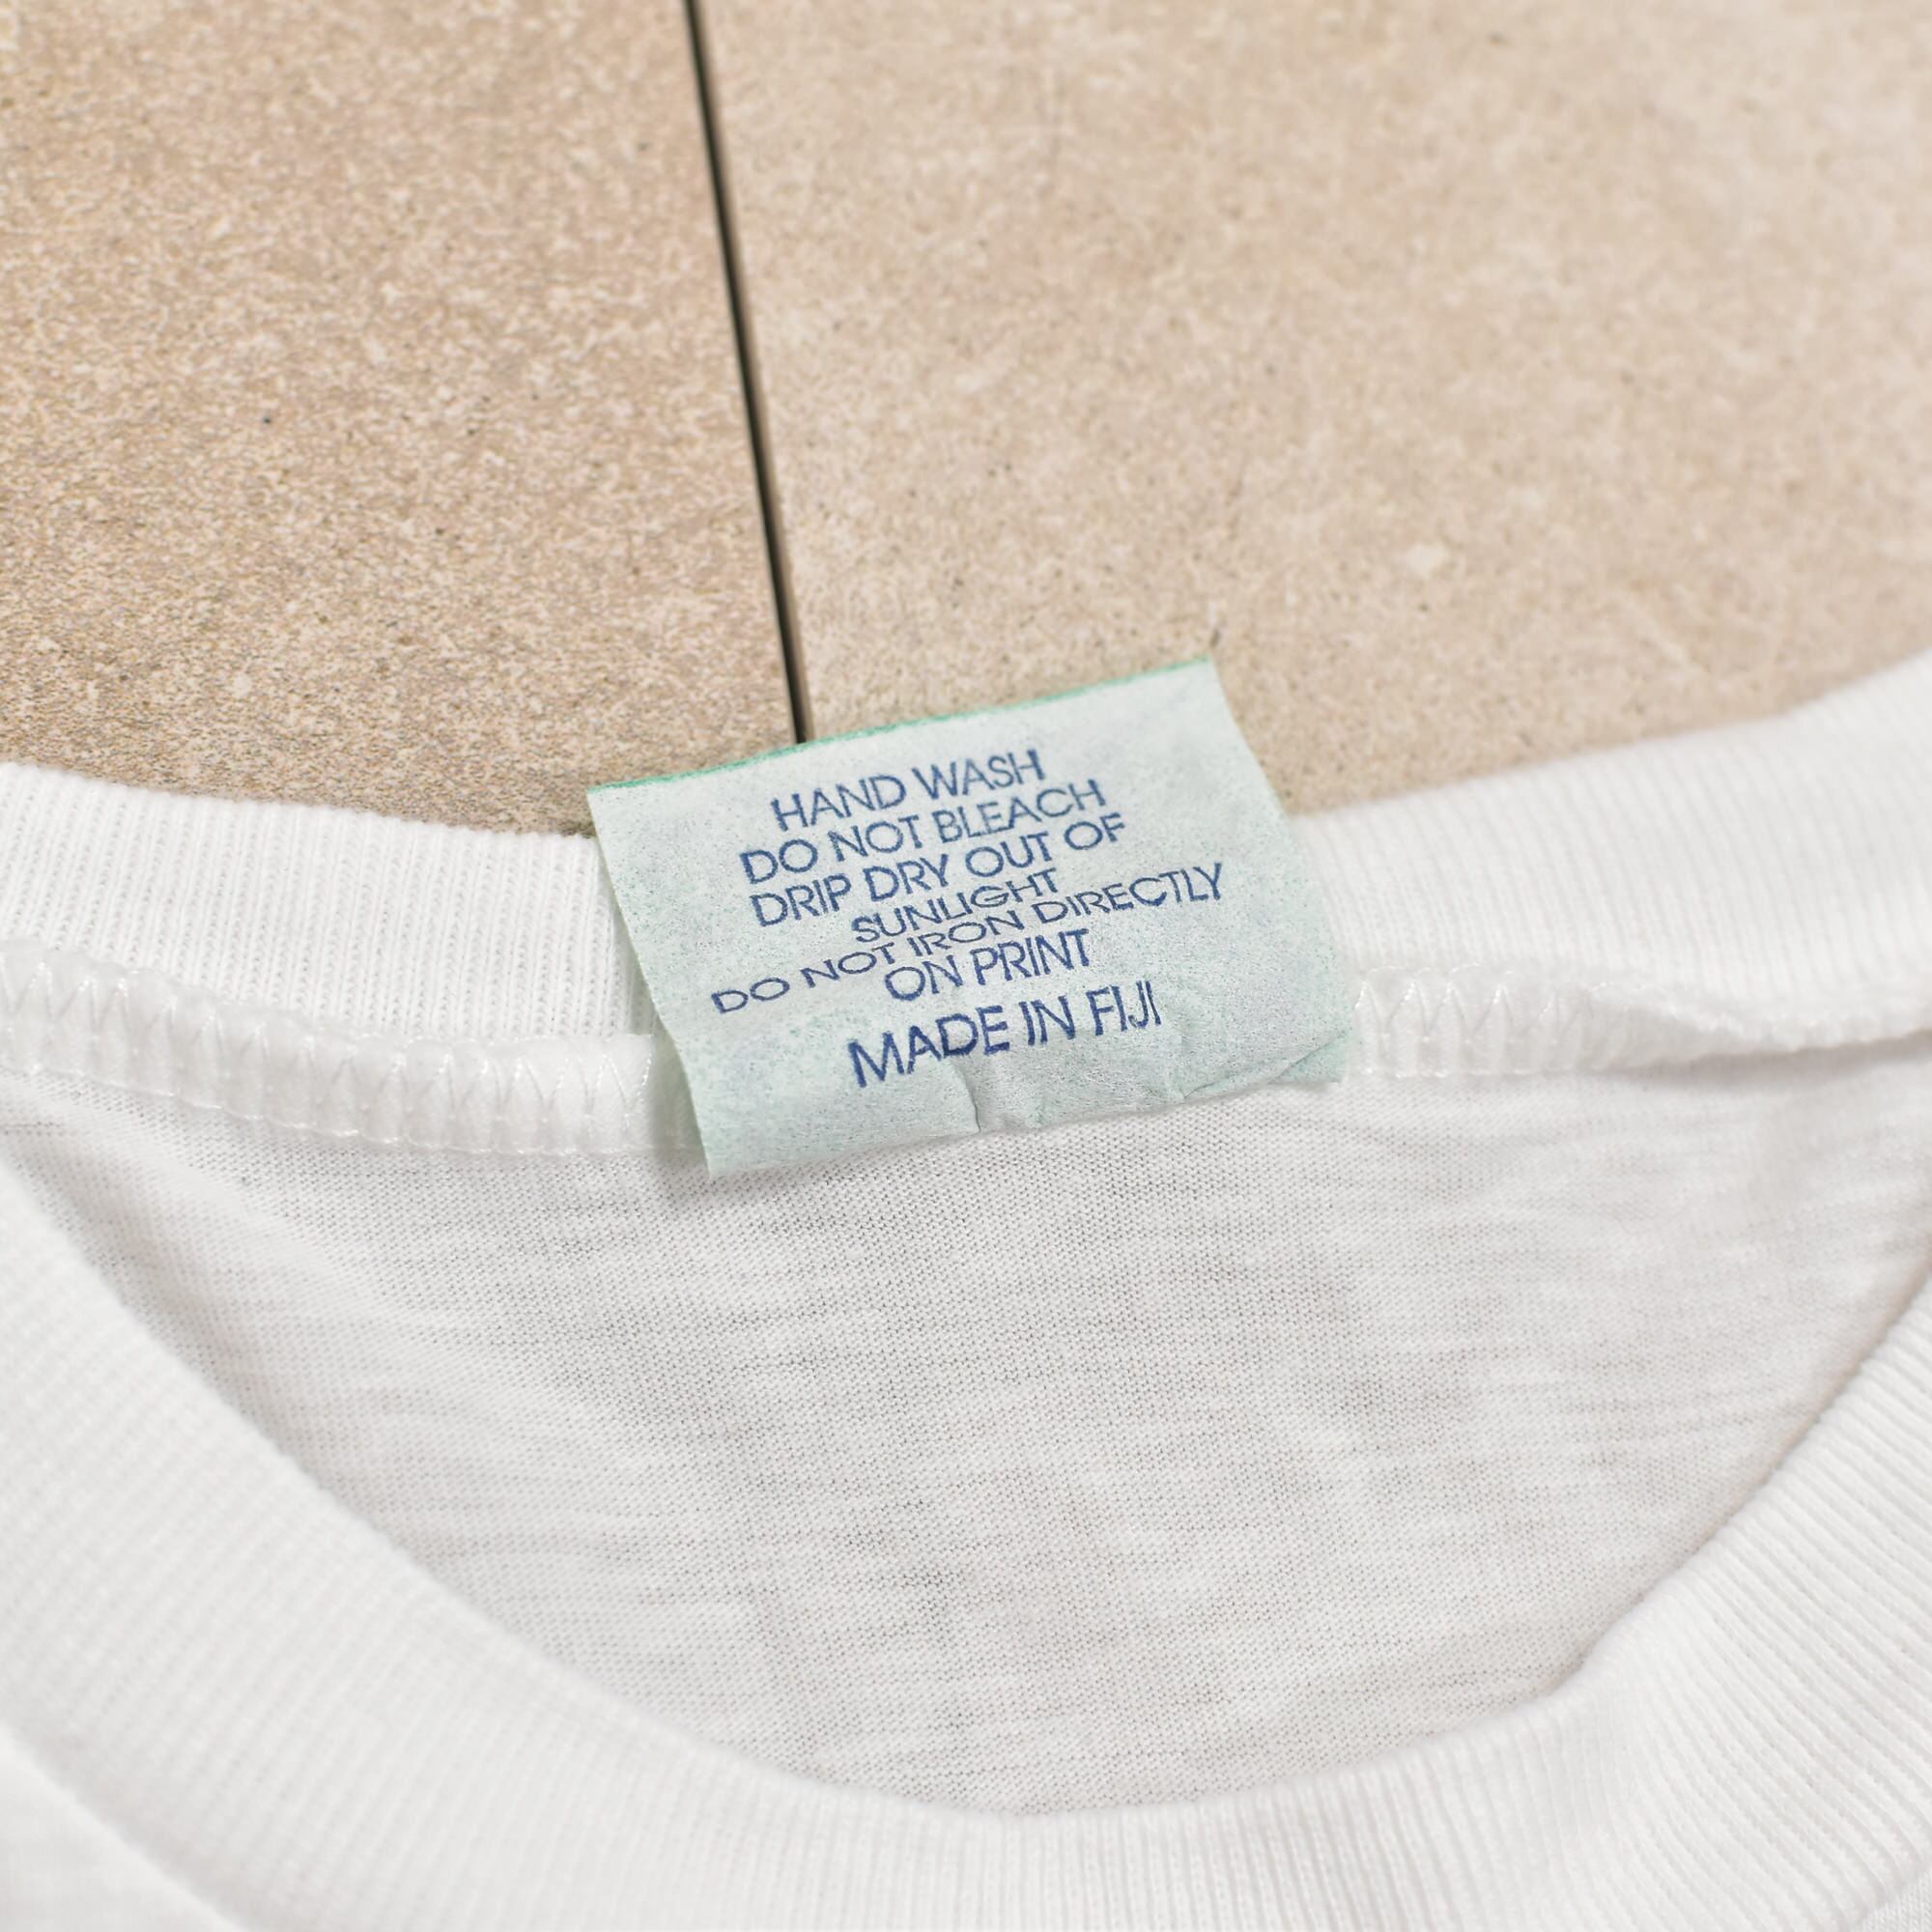 HAND WASH
DO NOT BLEACH
DRIP DRY OUT OF
SUNLIGHT
DO NOT IRON DIRECTLY
ON PRINT
MADE IN FIJI